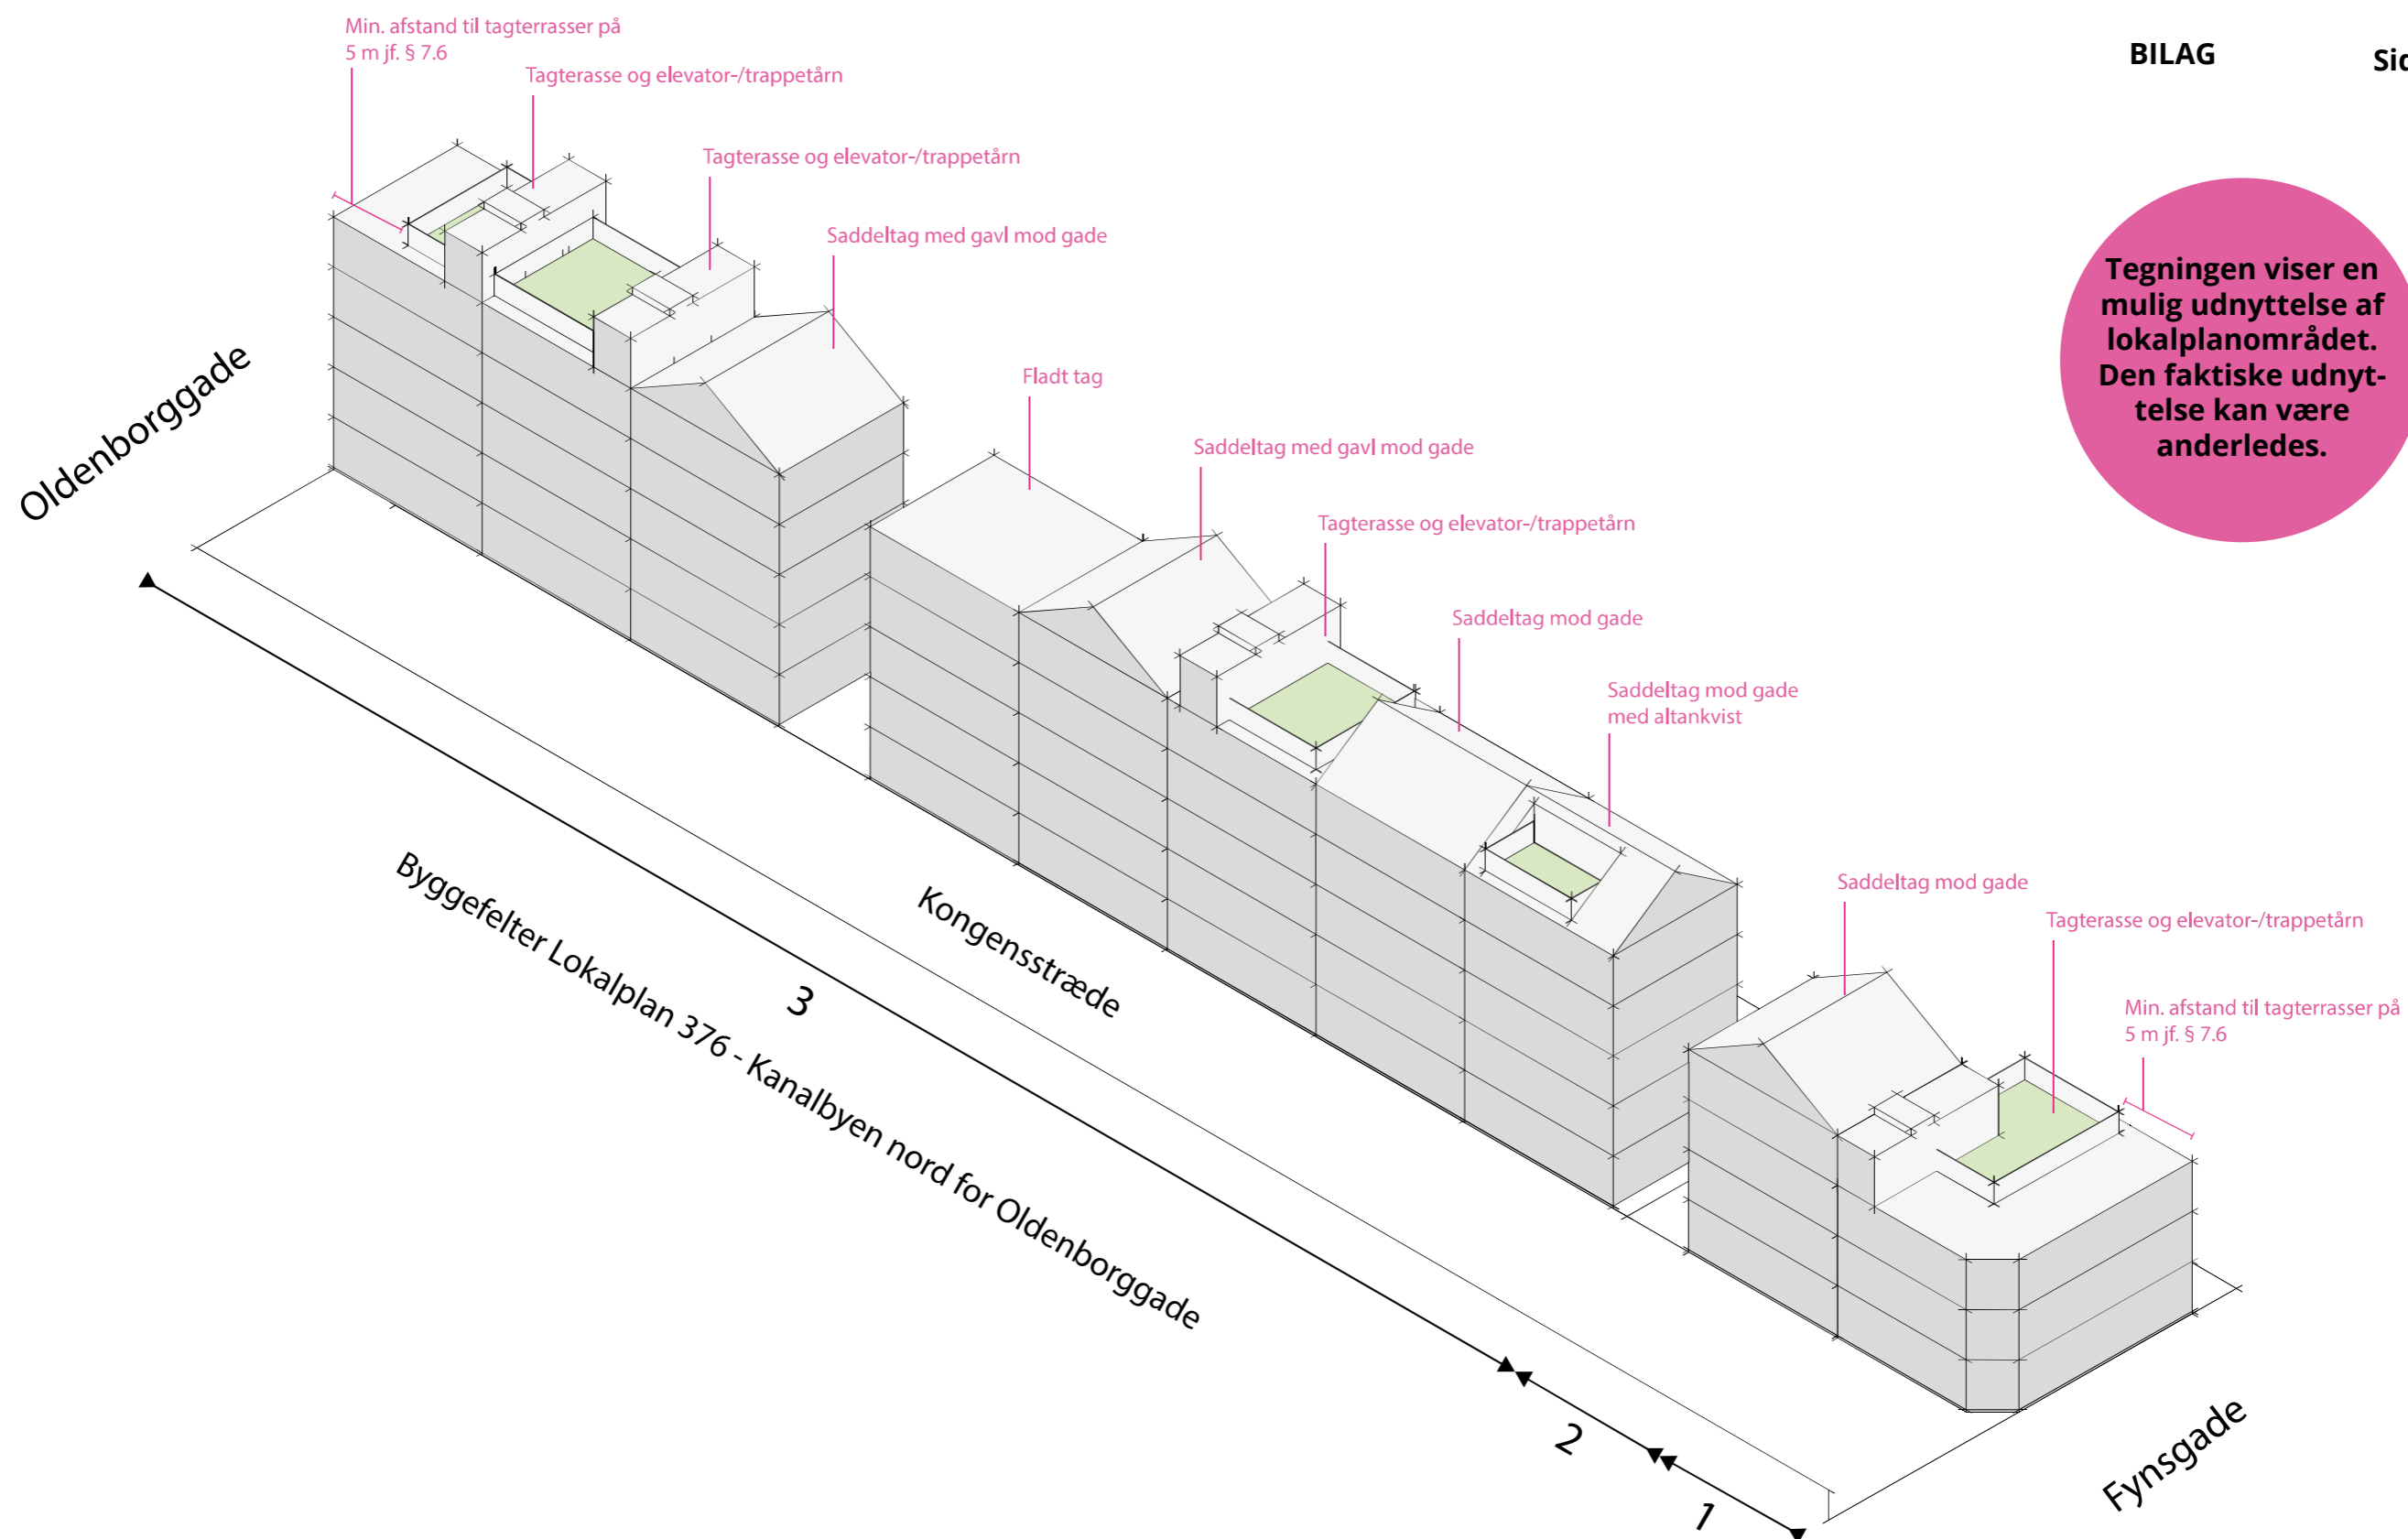 Min. afstand til tagterrasser på
5 m jf. § 7.6
Tagterasse og elevator-/trappetårn
Tagterasse og elevator-/trappetårn
Saddeltag med gavl mod gade
BILAG
Tegningen viser en
mulig udnyttelse af
lokalplanområdet.
Den faktiske udnyt-
telse kan være
anderledes.
Oldenborggade
Fladt tag
Saddeltag med gavl mod gade
Tagterasse og elevator-/trappetårn
Saddeltag mod gade
Saddeltag mod gade
med altankvist
Saddeltag mod gade
Tagterasse og elevator-/trappetårn
Min. afstand til tagterrasser på
5 m jf. § 7.6
Kongensstræde
Byggefelter Lokalplan 376 - Kanalbyen nord for Oldenborggade
3
2
1
Fynsgade